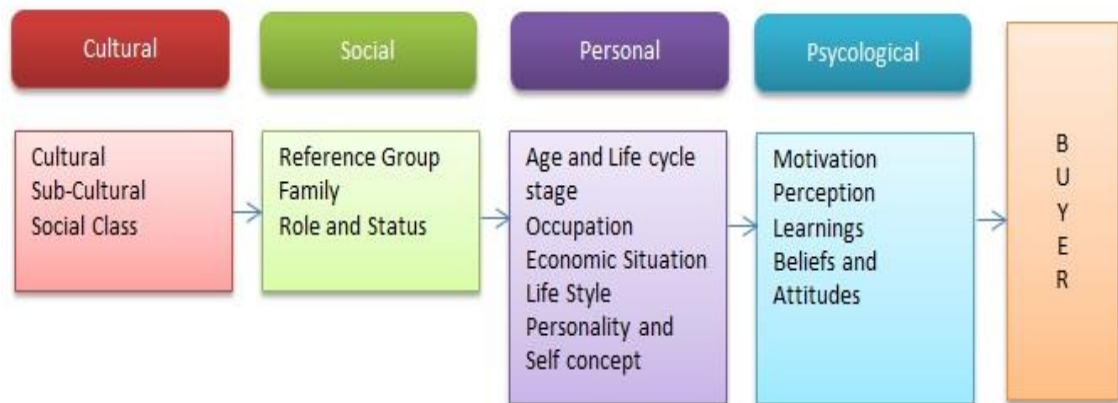 Cultural
Social
Personal
Psycological
Cultural
Sub-Cultural
Social Class
Reference Group
Family
Role and Status
Age and Life cycle
stage
Occupation
Economic Situation
Life Style
Personality and
Self concept
Motivation
Perception
Learnings
Beliefs and
Attitudes
B
U
Y
E
R